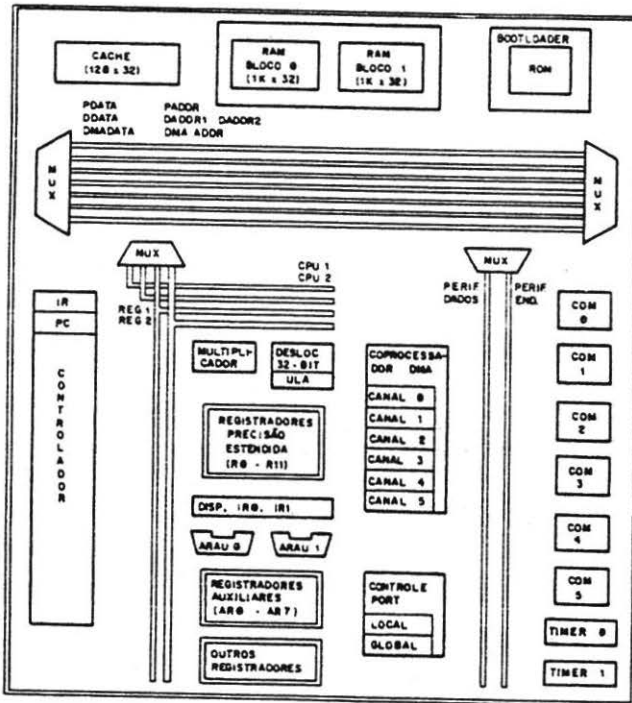 CACHE
(128 x 32)
RAM
BLOCO 0
(1K x 32)
RAM
BLOCO 1
(1K x 32)
BOOTLOADER
ROM
PDATA
DDATA
DMADATA
PADDR
DADDR1 DADDR2
DMA ADDR
MUX
MUX
MUX
CPU 1
CPU 2
REG 1
REG 2
MUX
PERIF
DADOS
PERIF
END.
IR
PC
CONTROLADOR
MULTIPLI-
CADOR
DESLOC
32-BIT
ULA
REGISTRADORES
PRECISÃO
ESTENDIDA
(R0 - R11)
DISP, IR0, IR1
ARAU 0
ARAU 1
REGISTRADORES
AUXILIARES
(AR0 - AR7)
OUTROS
REGISTRADORES
COPROCESSA-
DOR DMA
CANAL 0
CANAL 1
CANAL 2
CANAL 3
CANAL 4
CANAL 5
CONTROLE
PORT
LOCAL
GLOBAL
COM
0
COM
1
COM
2
COM
3
COM
4
COM
5
TIMER 0
TIMER 1